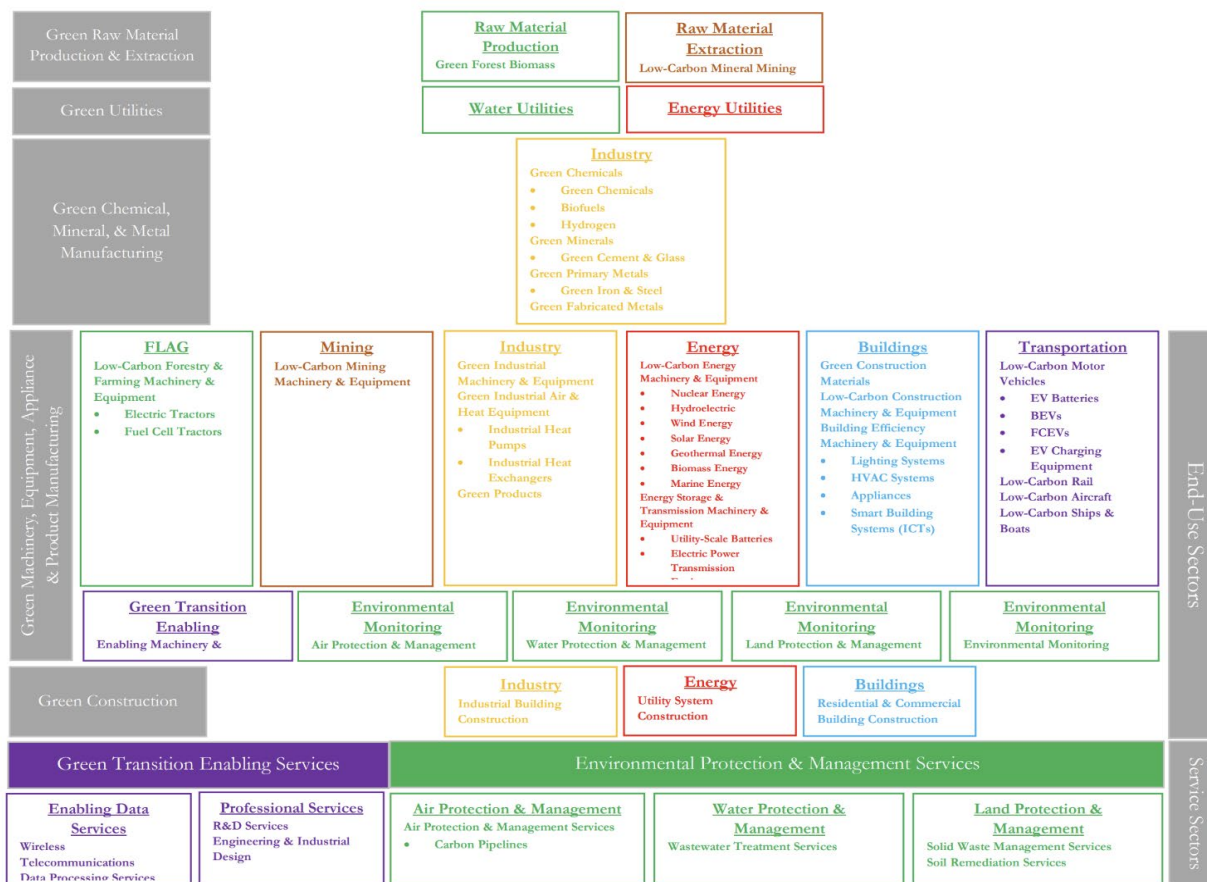 Green Raw Material
Production & Extraction
Raw Material
Production
Green Forest Biomass
Raw Material
Extraction
Low-Carbon Mineral Mining
Green Utilities
Water Utilities
Energy Utilities
Green Chemical,
Mineral, & Metal
Manufacturing
Industry
Green Chemicals
• Green Chemicals
• Biofuels
• Hydrogen
Green Minerals
• Green Cement & Glass
Green Primary Metals
• Green Iron & Steel
Green Fabricated Metals
Green Machinery, Equipment, Appliance
& Product Manufacturing
FLAG
Low-Carbon Forestry &
Farming Machinery &
Equipment
• Electric Tractors
• Fuel Cell Tractors
Mining
Low-Carbon Mining
Machinery & Equipment
Industry
Green Industrial
Machinery & Equipment
Green Industrial Air &
Heat Equipment
• Industrial Heat
Pumps
• Industrial Heat
Exchangers
Green Products
Energy
Low-Carbon Energy
Machinery & Equipment
• Nuclear Energy
• Hydroelectric
• Wind Energy
• Solar Energy
• Geothermal Energy
• Biomass Energy
• Marine Energy
Energy Storage &
Transmission Machinery &
Equipment
• Utility-Scale Batteries
• Electric Power
Transmission
Buildings
Green Construction
Materials
Low-Carbon Construction
Machinery & Equipment
Building Efficiency
Machinery & Equipment
• Lighting Systems
• HVAC Systems
• Appliances
• Smart Building
Systems (ICTs)
Transportation
Low-Carbon Motor
Vehicles
• EV Batteries
• BEVs
• FCEVs
• EV Charging
Equipment
Low-Carbon Rail
Low-Carbon Aircraft
Low-Carbon Ships &
Boats
End-Use Sectors
Green Transition
Enabling
Enabling Machinery &
Environmental
Monitoring
Air Protection & Management
Environmental
Monitoring
Water Protection & Management
Environmental
Monitoring
Land Protection & Management
Environmental
Monitoring
Environmental Monitoring
Green Construction
Industry
Industrial Building
Construction
Energy
Utility System
Construction
Buildings
Residential & Commercial
Building Construction
Green Transition Enabling Services
Environmental Protection & Management Services
Service Sectors
Enabling Data
Services
Wireless
Telecommunications
Data Processing Services
Professional Services
R&D Services
Engineering & Industrial
Design
Air Protection & Management
Air Protection & Management Services
• Carbon Pipelines
Water Protection &
Management
Wastewater Treatment Services
Land Protection &
Management
Solid Waste Management Services
Soil Remediation Services